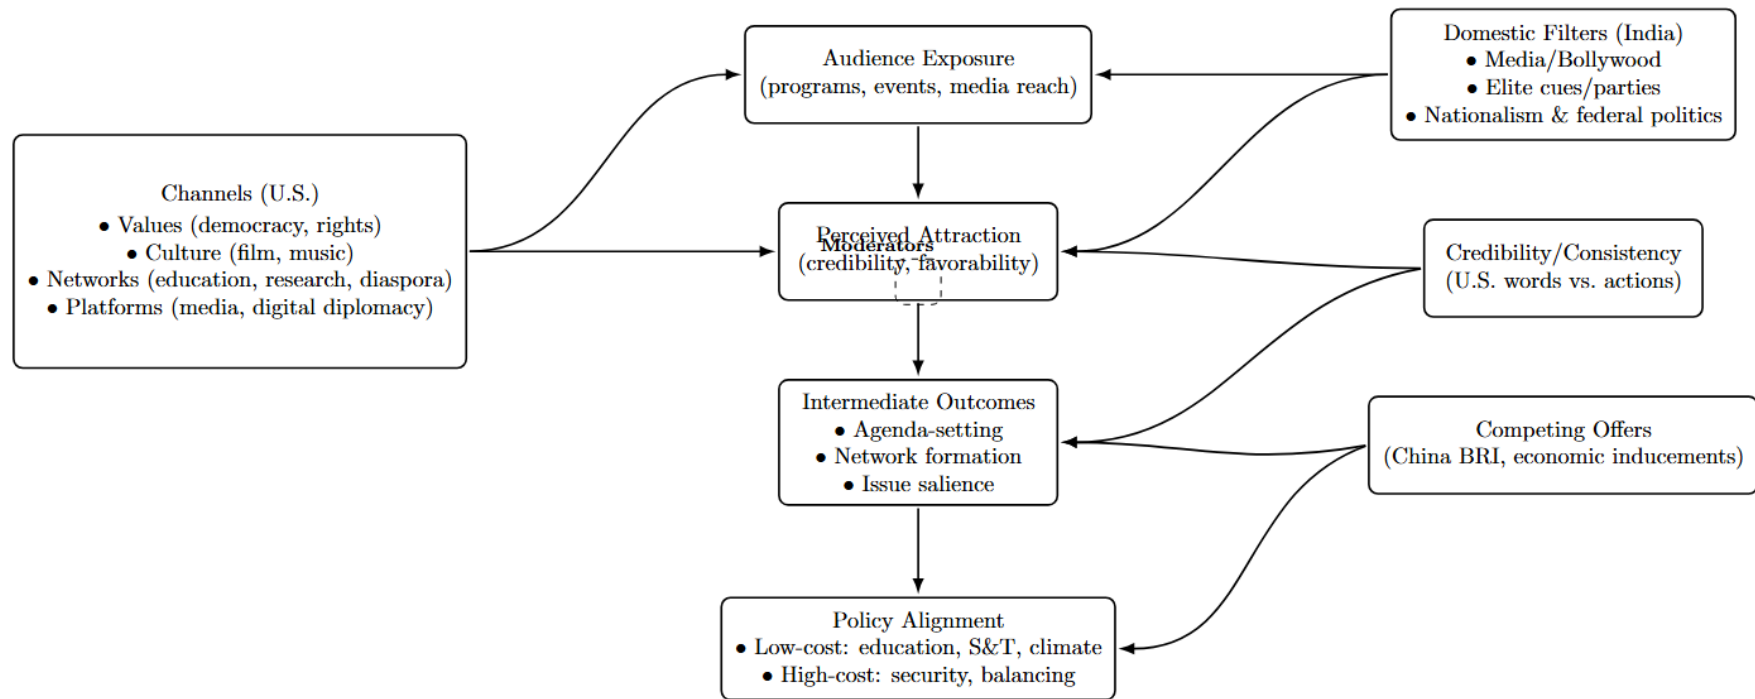 Audience Exposure
(programs, events, media reach)
Domestic Filters (India)
● Media/Bollywood
● Elite cues/parties
● Nationalism & federal politics
Channels (U.S.)
● Values (democracy, rights)
● Culture (film, music)
● Networks (education, research, diaspora)
● Platforms (media, digital diplomacy)
Perceived Attraction
Moderators
(credibility, favorability)
Credibility/Consistency
(U.S. words vs. actions)
Intermediate Outcomes
● Agenda-setting
● Network formation
● Issue salience
Competing Offers
(China BRI, economic inducements)
Policy Alignment
● Low-cost: education, S&T, climate
● High-cost: security, balancing